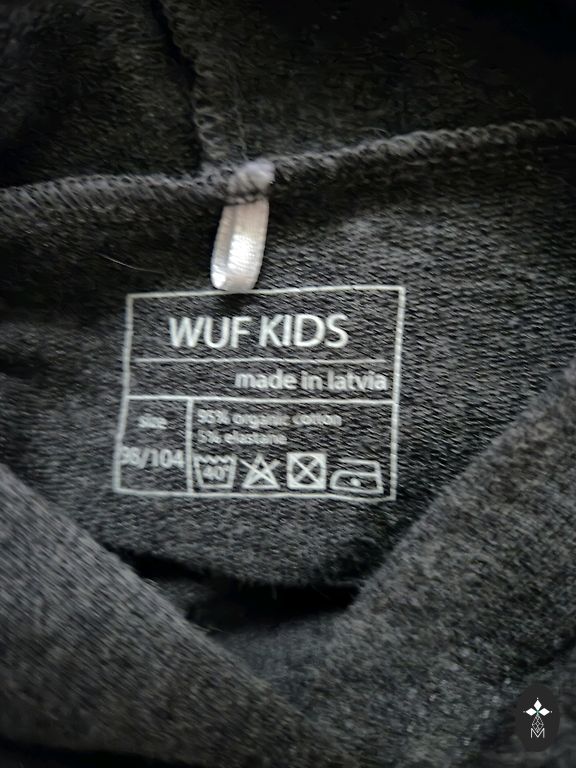 WUF KIDS
made in latvia
size
98/104
95% organic cotton
5% elastane
40°
M